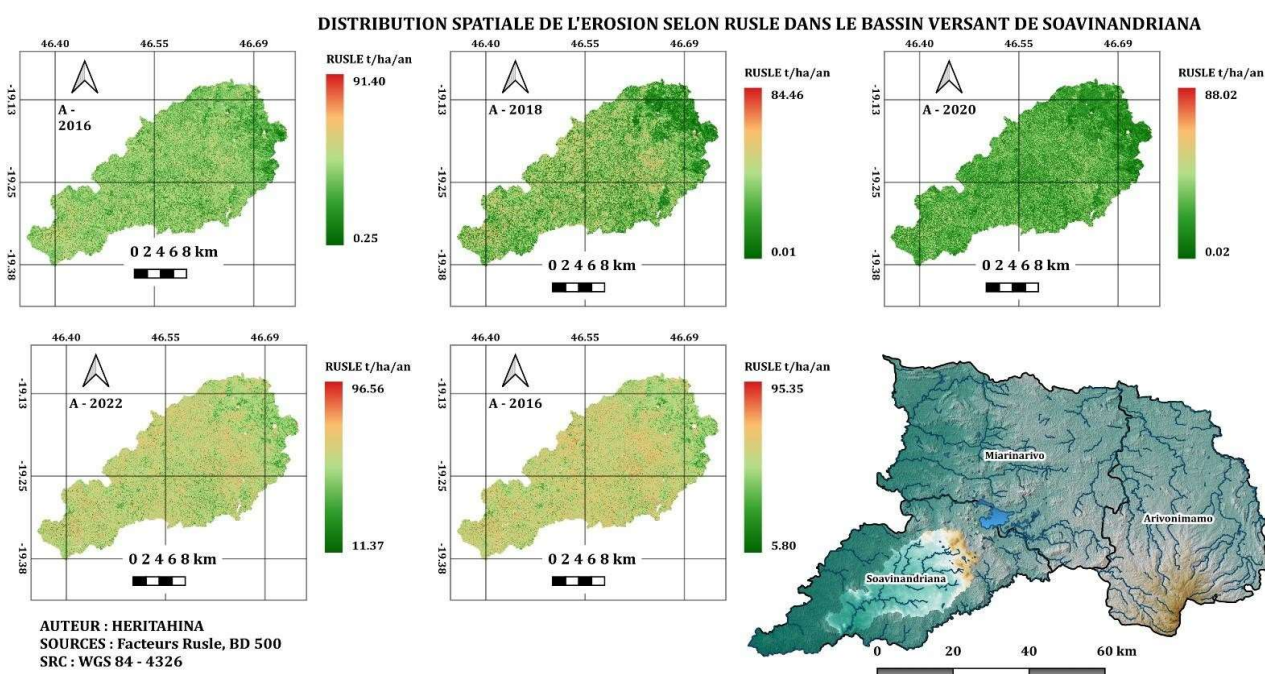 DISTRIBUTION SPATIALE DE L'EROSION SELON RUSLE DANS LE BASSIN VERSANT DE SOAVINANDRIANA
46.40 46.55 46.69
-19.13
-19.25
-19.38
A -
2016
RUSLE t/ha/an
91.40
0.25
0 2 4 6 8 km
46.40 46.55 46.69
-19.13
-19.25
-19.38
A - 2018
RUSLE t/ha/an
84.46
0.01
0 2 4 6 8 km
46.40 46.55 46.69
-19.13
-19.25
-19.38
A - 2020
RUSLE t/ha/an
88.02
0.02
0 2 4 6 8 km
46.40 46.55 46.69
-19.13
-19.25
-19.38
A - 2022
RUSLE t/ha/an
96.56
11.37
0 2 4 6 8 km
46.40 46.55 46.69
-19.13
-19.25
-19.38
A - 2016
RUSLE t/ha/an
95.35
5.80
0 2 4 6 8 km
Miarinarivo
Arivonimamo
Soavinandriana
0 20 40 60 km
AUTEUR : HERITAHINA
SOURCES : Facteurs Rusle, BD 500
SRC : WGS 84 - 4326